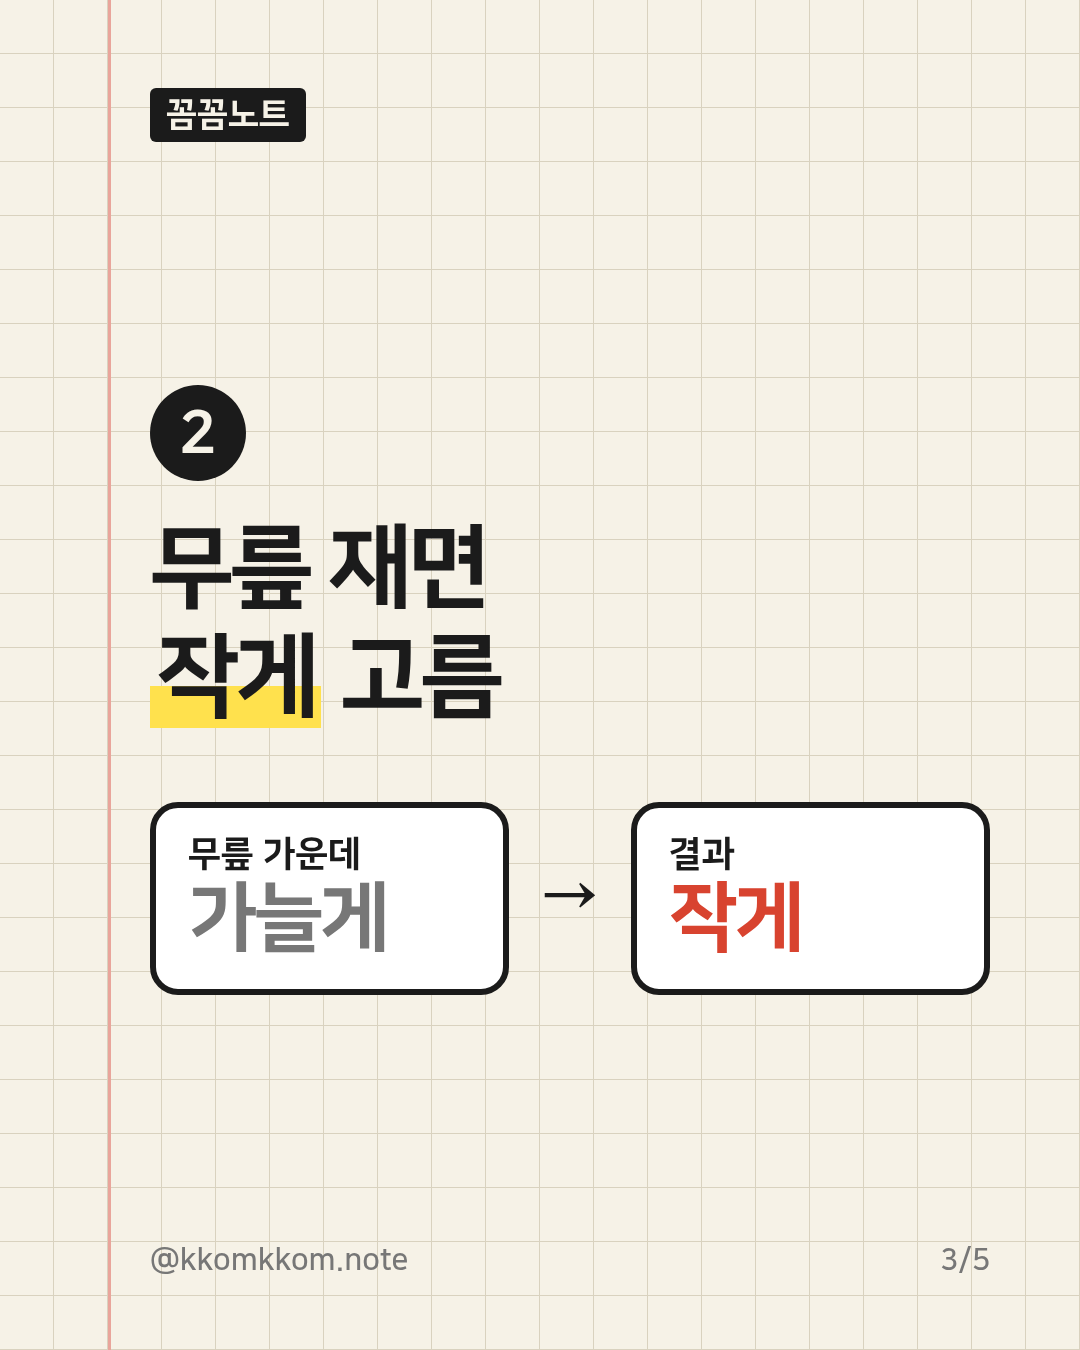 꼼꼼노트
2
무릎 재면
작게 고름
무릎 가운데
가늘게
→
결과
작게
@kkomkkom.note
3/5